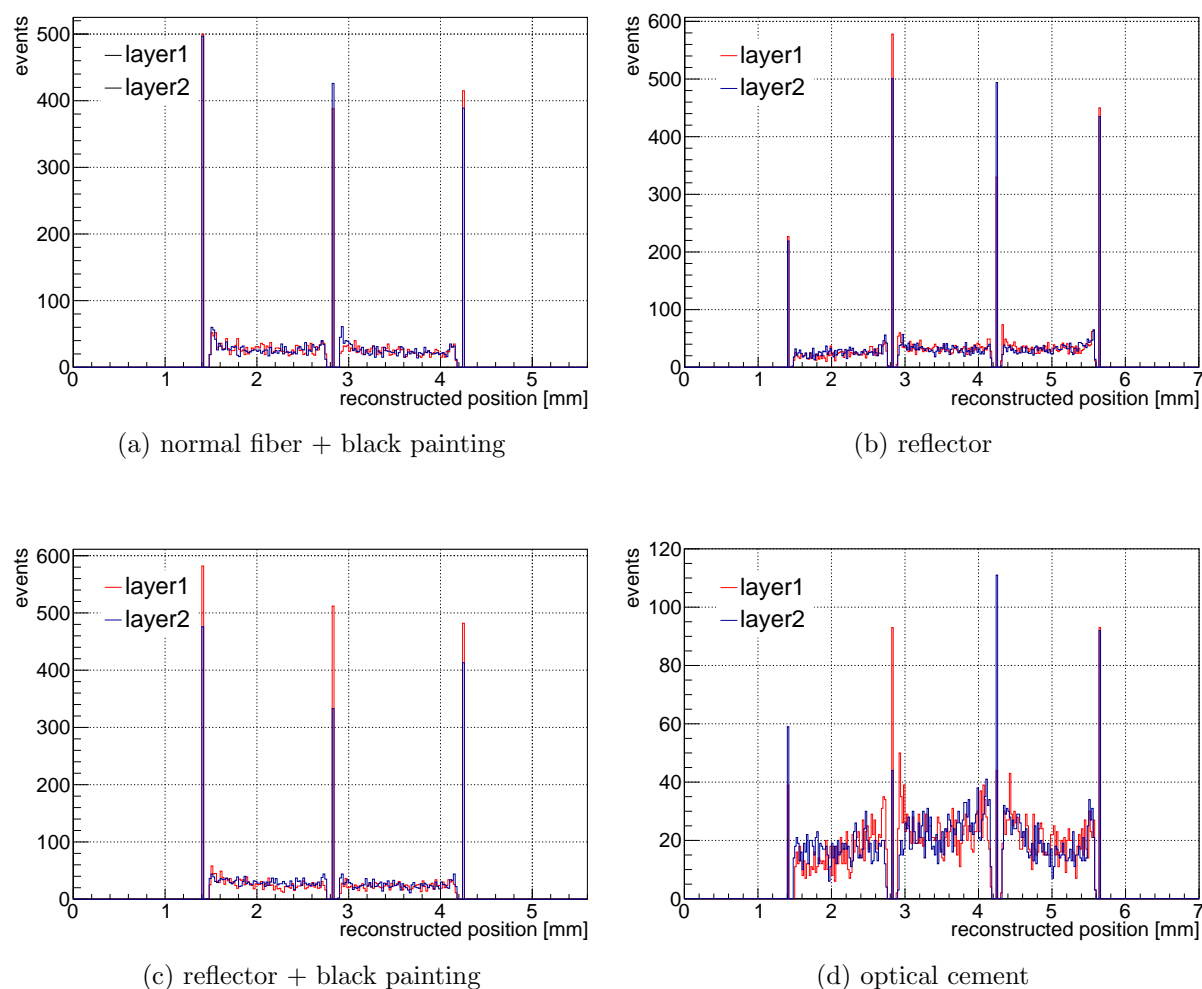 events
500
400
300
200
100
0
layer1
layer2
0 1 2 3 4 5
reconstructed position [mm]
(a) normal fiber + black painting
events
600
500
400
300
200
100
0
layer1
layer2
0 1 2 3 4 5 6 7
reconstructed position [mm]
(b) reflector
events
600
500
400
300
200
100
0
layer1
layer2
0 1 2 3 4 5
reconstructed position [mm]
(c) reflector + black painting
events
120
100
80
60
40
20
0
layer1
layer2
0 1 2 3 4 5 6 7
reconstructed position [mm]
(d) optical cement